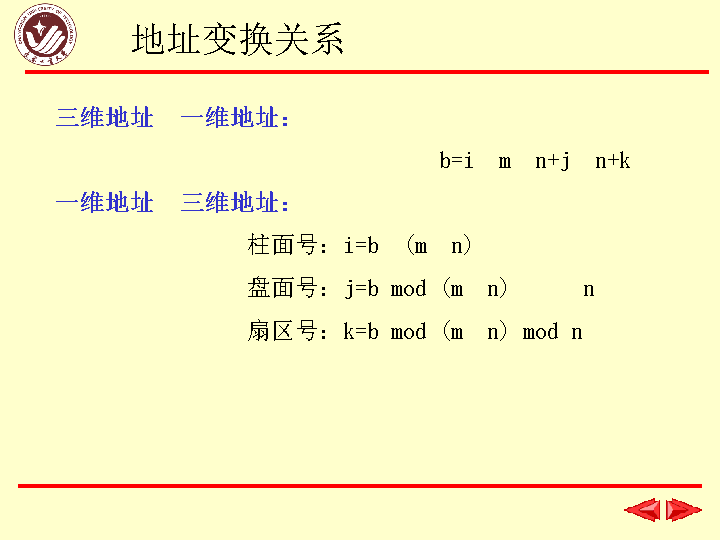 地址变换关系
三维地址 一维地址：
b=i m n+j n+k
一维地址 三维地址：
柱面号：i=b （m n）
盘面号：j=b mod（m n） n
扇区号：k=b mod（m n）mod n